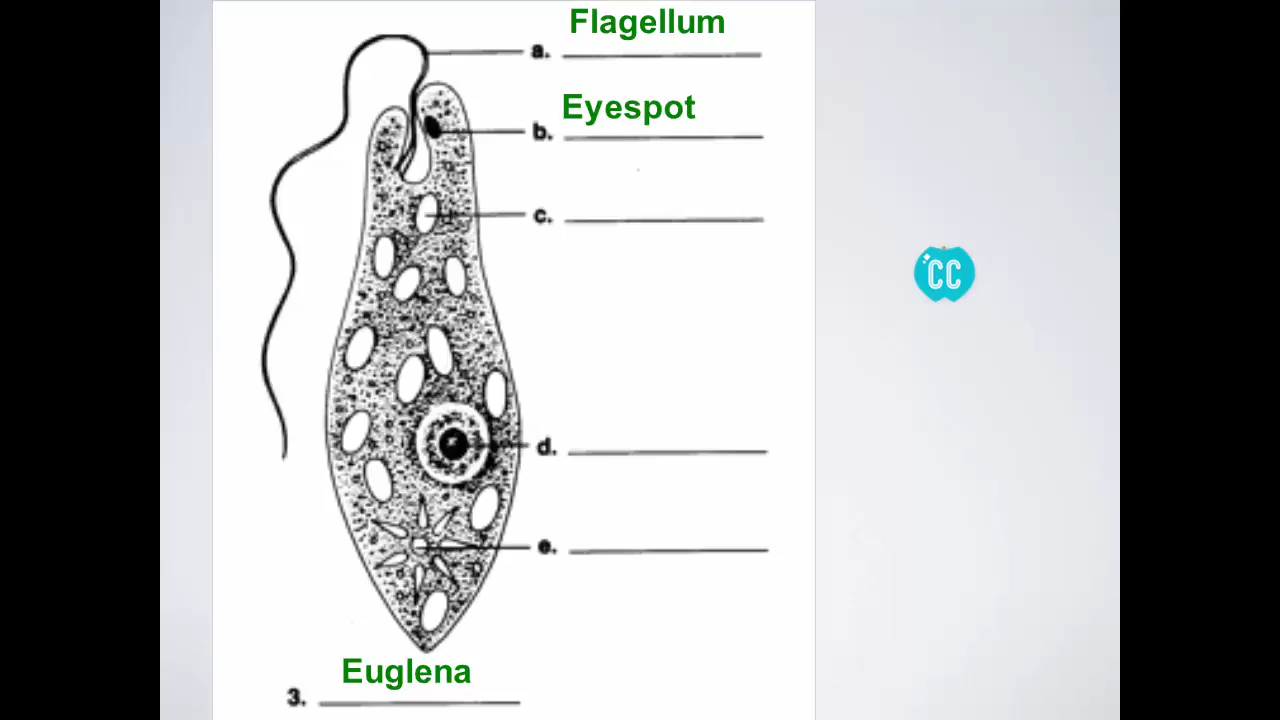 Flagellum
a.
Eyespot
b.
c.
CC
d.
e.
Euglena
3.